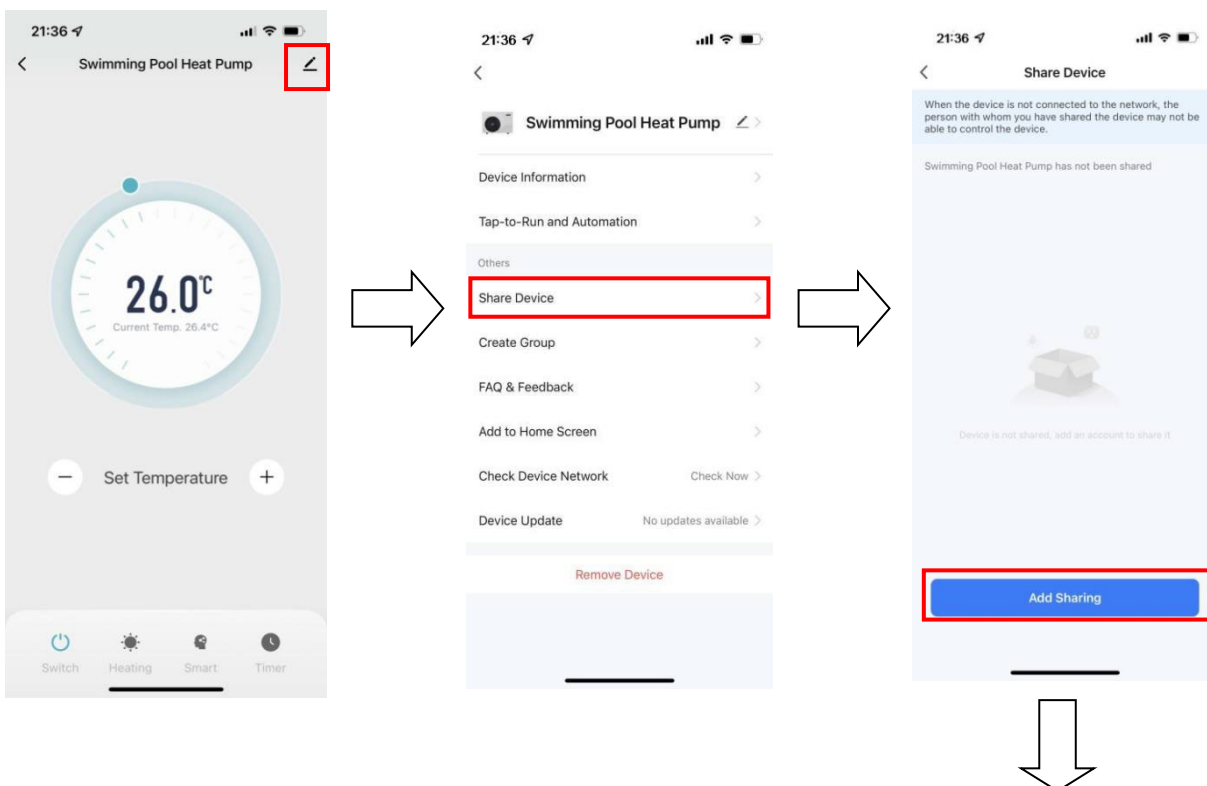 21:36
Swimming Pool Heat Pump
26.0°C
Current Temp. 26.4°C
Set Temperature
Switch
Heating
Smart
Timer
21:36
Swimming Pool Heat Pump
Device Information
Tap-to-Run and Automation
Others
Share Device
Create Group
FAQ & Feedback
Add to Home Screen
Check Device Network Check Now
Device Update No updates available
Remove Device
21:36
Share Device
When the device is not connected to the network, the
person with whom you have shared the device may not be
able to control the device.
Swimming Pool Heat Pump has not been shared
Device is not shared, add an account to share it
Add Sharing